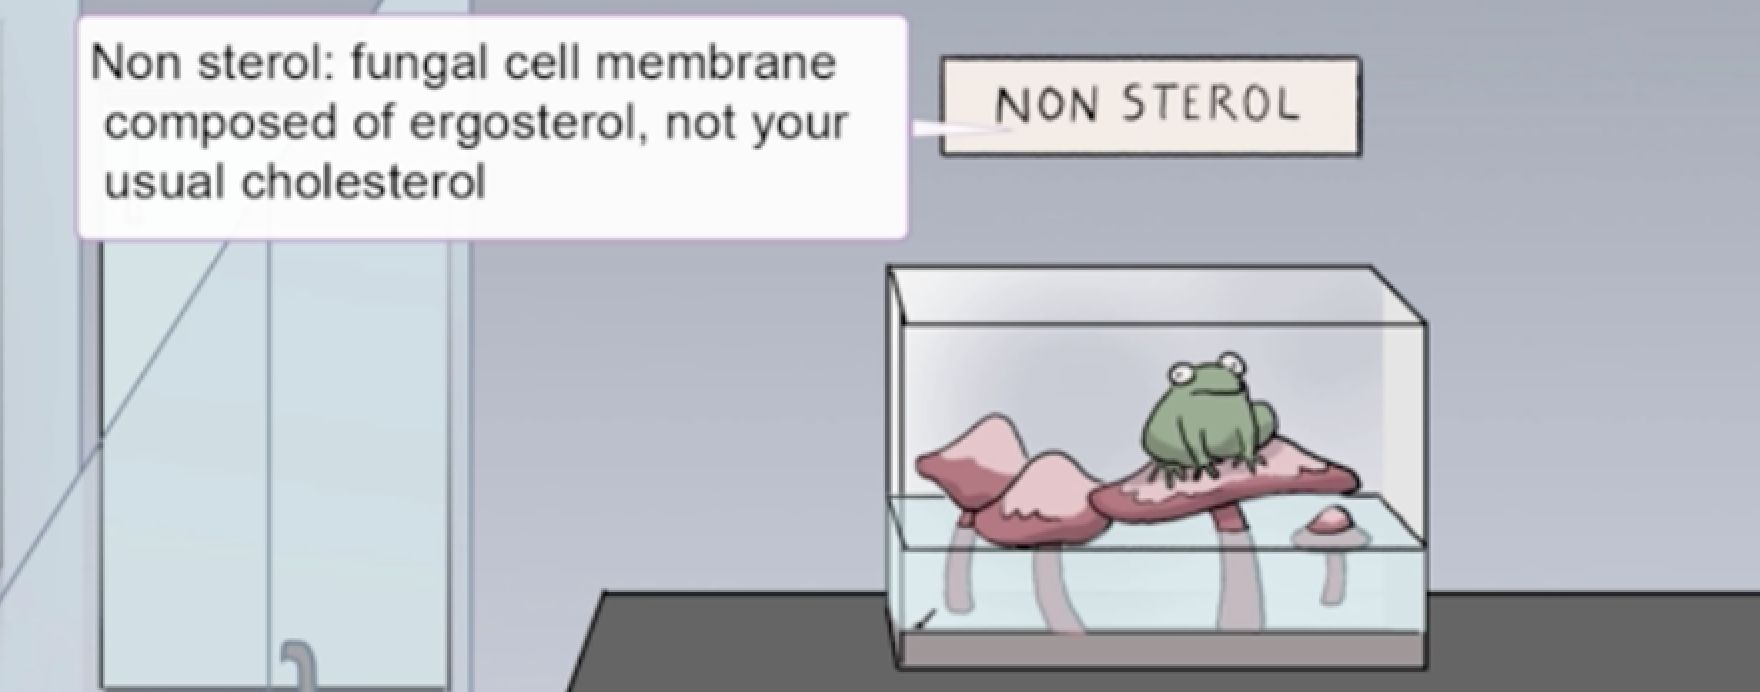 Non sterol: fungal cell membrane
composed of ergosterol, not your
usual cholesterol
NON STEROL